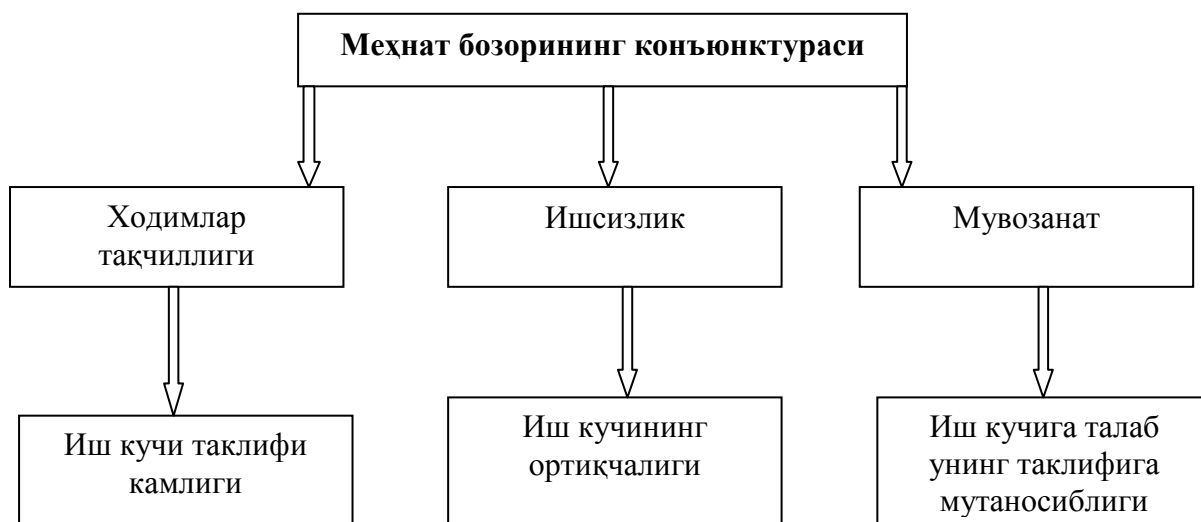 Меҳнат бозорининг конъюнктураси
Ходимлар
тақчиллиги
Ишсизлик
Мувозанат
Иш кучи таклифи
камлиги
Иш кучининг
ортиқчалиги
Иш кучига талаб
унинг таклифига
мутаносиблиги